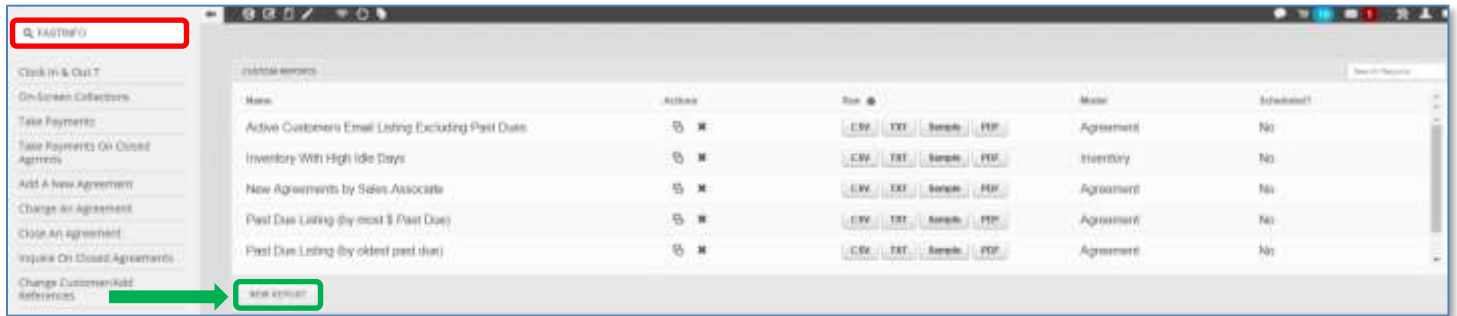 FASTINFO
10
1
Clock In & Out T
CUSTOM REPORTS
Search Reports
On-Screen Collections
Name Actions Run Model Scheduled?
Take Payments
Active Customers Email Listing Excluding Past Dues CSV TXT Sample PDF Agreement No
Take Payments On Closed
Agrmnts
Inventory With High Idle Days CSV TXT Sample PDF Inventory No
Add A New Agreement
New Agreements by Sales Associate CSV TXT Sample PDF Agreement No
Change An Agreement
Past Due Listing (by most $ Past Due) CSV TXT Sample PDF Agreement No
Close An Agreement
Past Due Listing (by oldest past due) CSV TXT Sample PDF Agreement No
Inquire On Closed Agreements
Change Customer/Add
References
NEW REPORT